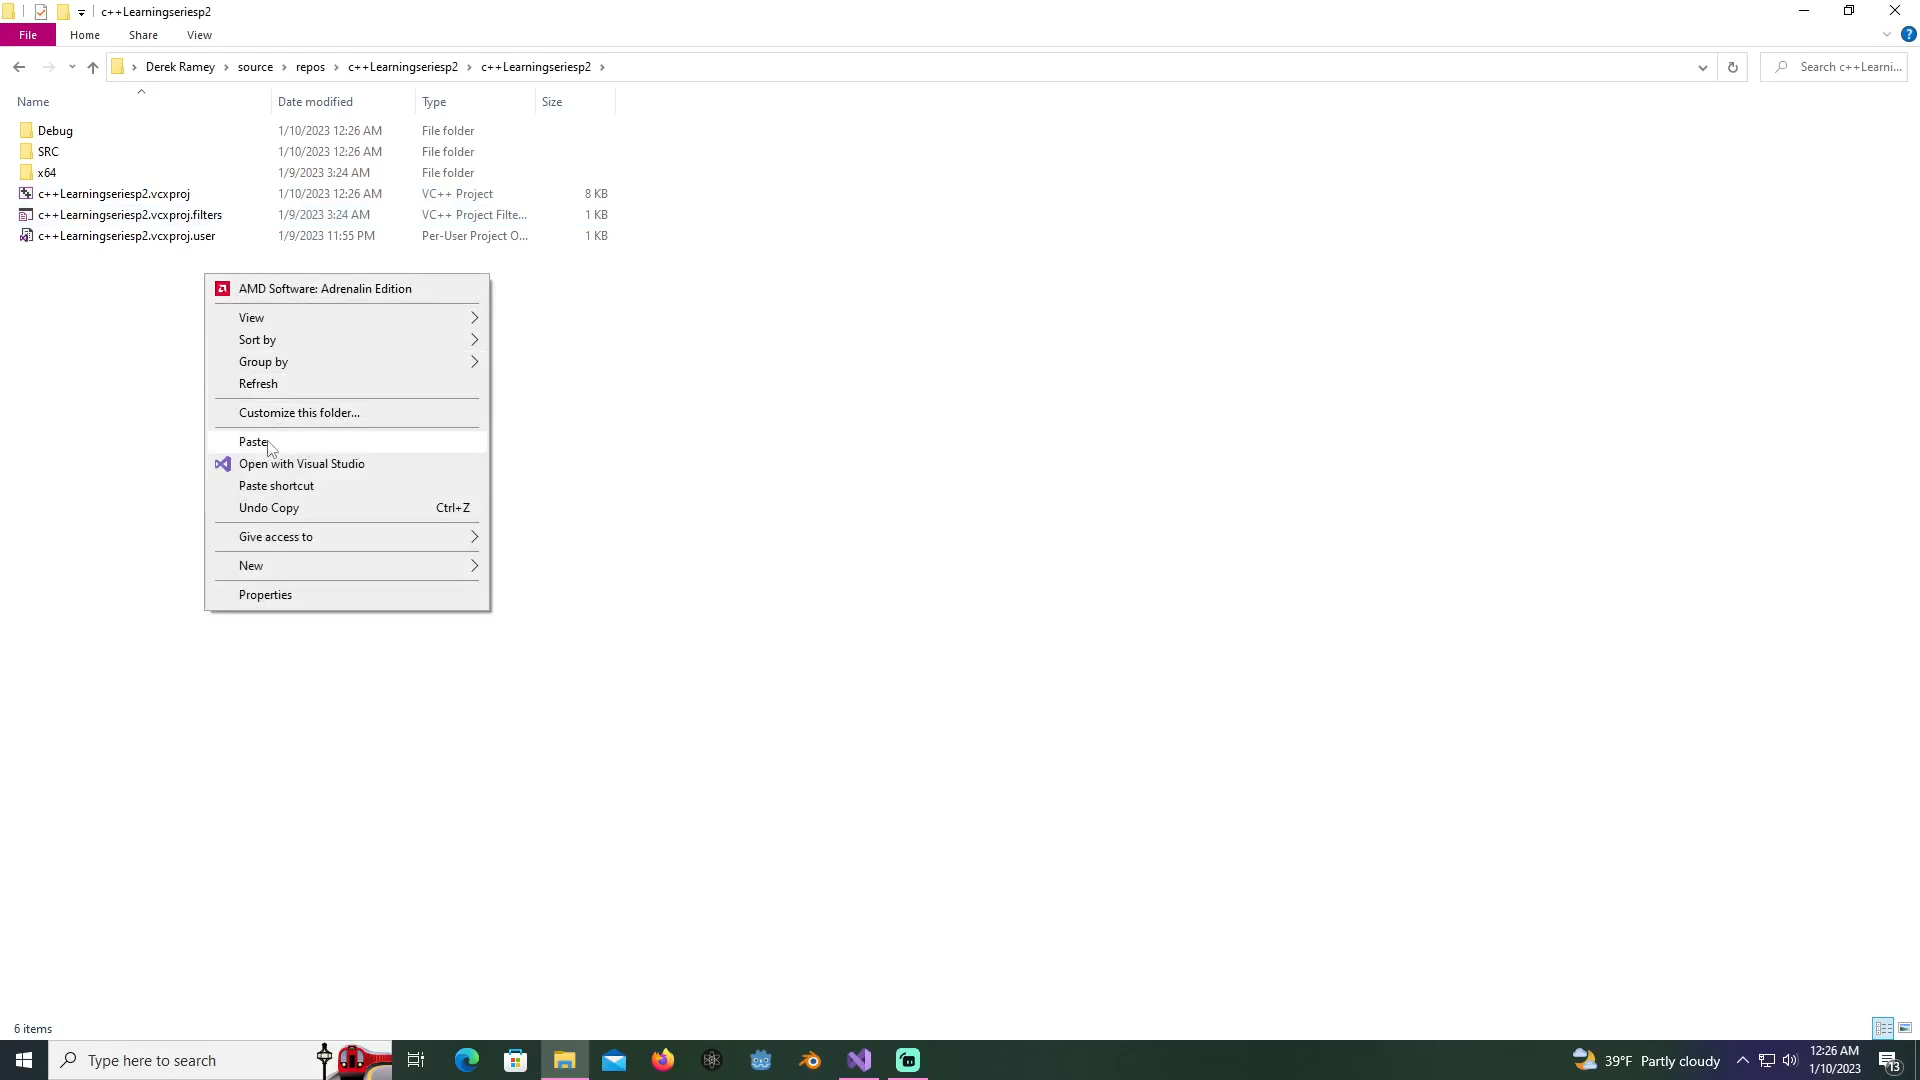 c++Learningseriesp2
File Home Share View
Derek Ramey source repos c++Learningseriesp2 c++Learningseriesp2
Search c++Learni...
Name Date modified Type Size
Debug 1/10/2023 12:26 AM File folder
SRC 1/10/2023 12:26 AM File folder
x64 1/9/2023 3:24 AM File folder
c++Learningseriesp2.vcxproj 1/10/2023 12:26 AM VC++ Project 8 KB
c++Learningseriesp2.vcxproj.filters 1/9/2023 3:24 AM VC++ Project Filte... 1 KB
c++Learningseriesp2.vcxproj.user 1/9/2023 11:55 PM Per-User Project O... 1 KB
AMD Software: Adrenalin Edition
View
Sort by
Group by
Refresh
Customize this folder...
Paste
Open with Visual Studio
Paste shortcut
Undo Copy Ctrl+Z
Give access to
New
Properties
6 items
Type here to search
39°F Partly cloudy
12:26 AM
1/10/2023
13